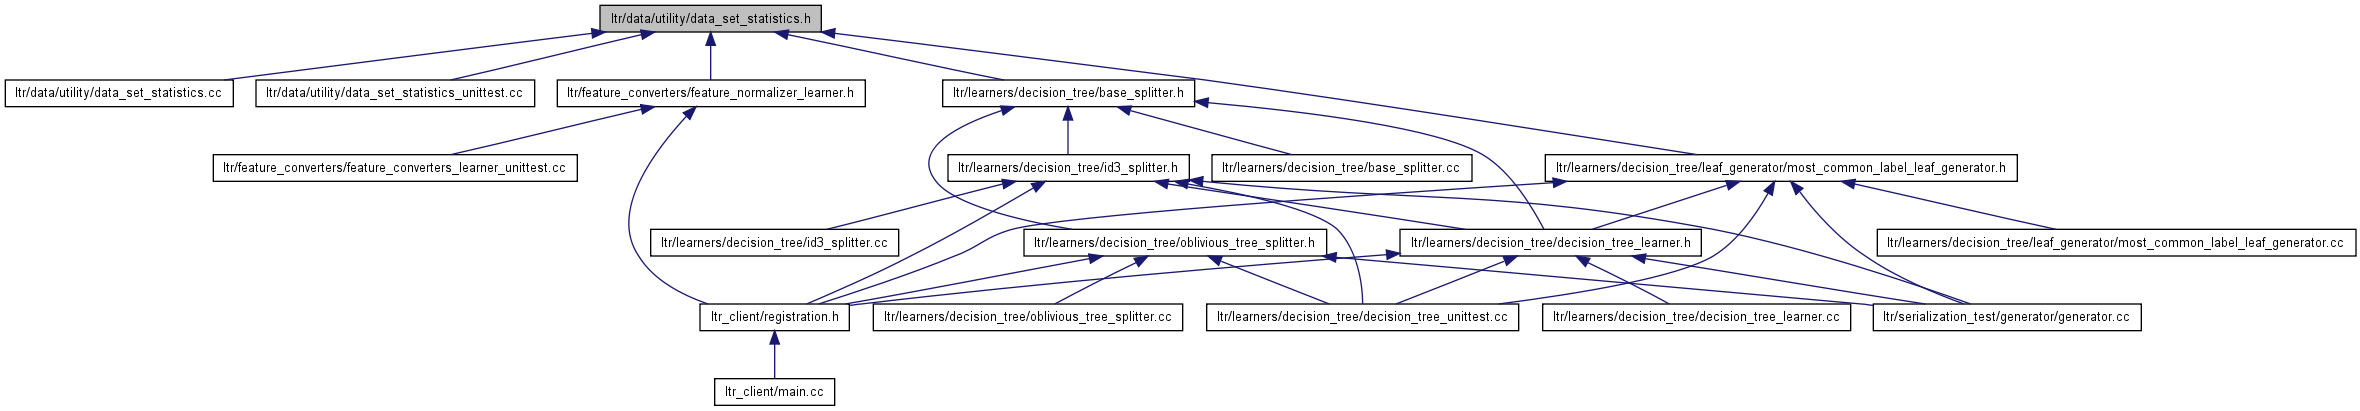 ltr/data/utility/data_set_statistics.h
ltr/data/utility/data_set_statistics.cc
ltr/data/utility/data_set_statistics_unittest.cc
ltr/feature_converters/feature_normalizer_learner.h
ltr/learners/decision_tree/base_splitter.h
ltr/feature_converters/feature_converters_learner_unittest.cc
ltr/learners/decision_tree/id3_splitter.h
ltr/learners/decision_tree/base_splitter.cc
ltr/learners/decision_tree/leaf_generator/most_common_label_leaf_generator.h
ltr/learners/decision_tree/id3_splitter.cc
ltr/learners/decision_tree/oblivious_tree_splitter.h
ltr/learners/decision_tree/decision_tree_learner.h
ltr/learners/decision_tree/leaf_generator/most_common_label_leaf_generator.cc
ltr_client/registration.h
ltr/learners/decision_tree/oblivious_tree_splitter.cc
ltr/learners/decision_tree/decision_tree_unittest.cc
ltr/learners/decision_tree/decision_tree_learner.cc
ltr/serialization_test/generator/generator.cc
ltr_client/main.cc